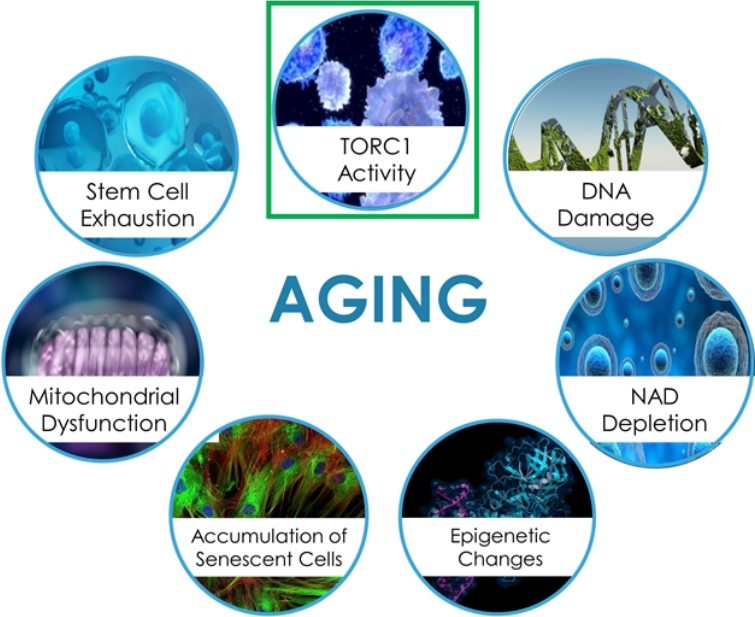 TORC1
Activity
Stem Cell
Exhaustion
DNA
Damage
AGING
Mitochondrial
Dysfunction
NAD
Depletion
Accumulation of
Senescent Cells
Epigenetic
Changes